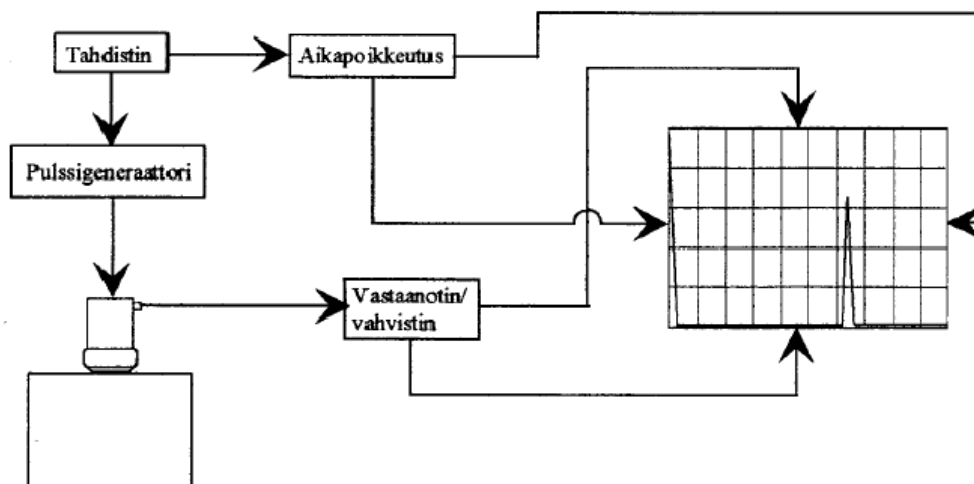 Tahdistin
Aikapoikkeutus
Pulssigeneraattori
Vastaanotin/
vahvistin